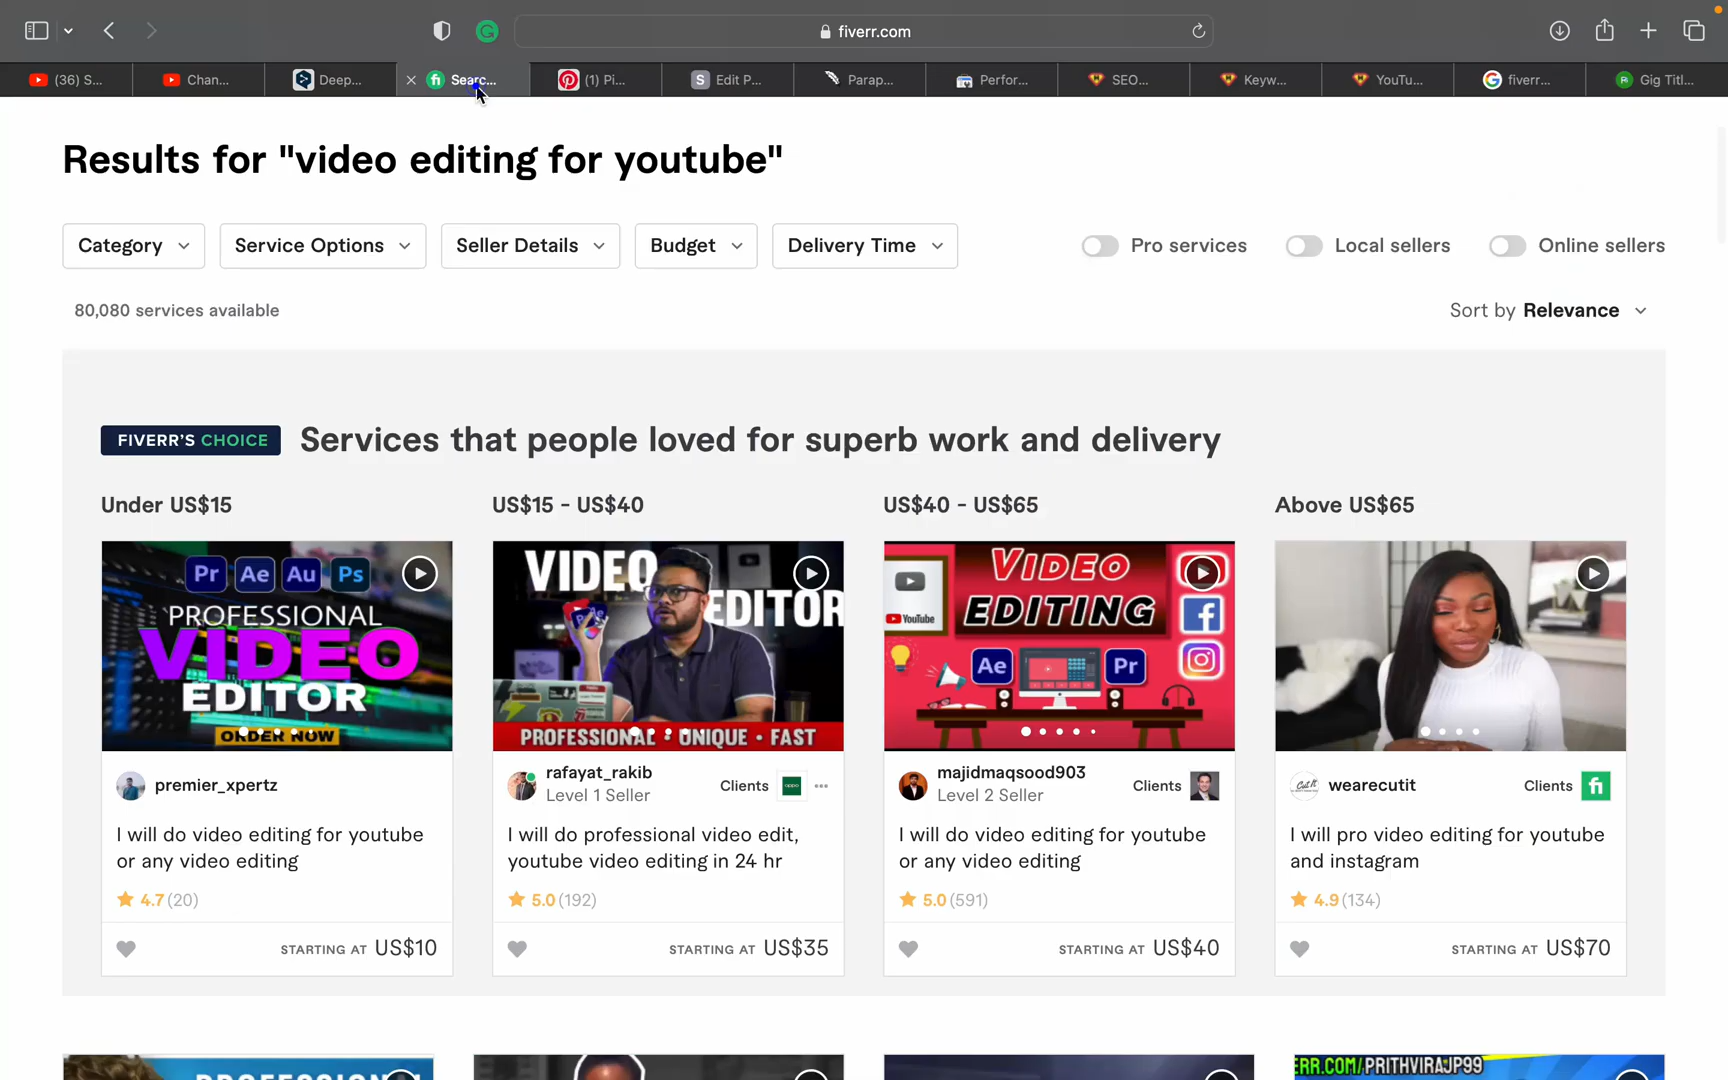 fiverr.com
(36) S...
Chan...
Deep...
Searc...
(1) Pi...
Edit P...
Parap...
Perfor...
SEO...
Keyw...
YouTu...
fiverr...
Gig Titl...
Results for "video editing for youtube"
Category
Service Options
Seller Details
Budget
Delivery Time
Pro services
Local sellers
Online sellers
80,080 services available
Sort by Relevance
FIVERR'S CHOICE
Services that people loved for superb work and delivery
Under US$15
US$15 - US$40
US$40 - US$65
Above US$65
Pr Ae Au Ps
PROFESSIONAL
VIDEO
EDITOR
ORDER NOW
VIDEO
EDITOR
PROFESSIONAL • UNIQUE • FAST
VIDEO
EDITING
YouTube
Ae
Pr
premier_xpertz
rafayat_rakib
Level 1 Seller
Clients
oppo
majidmaqsood903
Level 2 Seller
Clients
wearecutit
Clients
fi
I will do video editing for youtube
or any video editing
I will do professional video edit,
youtube video editing in 24 hr
I will do video editing for youtube
or any video editing
I will pro video editing for youtube
and instagram
4.7 (20)
5.0 (192)
5.0 (591)
4.9 (134)
STARTING AT US$10
STARTING AT US$35
STARTING AT US$40
STARTING AT US$70
ERR.COM/PRITHVIRAJP99